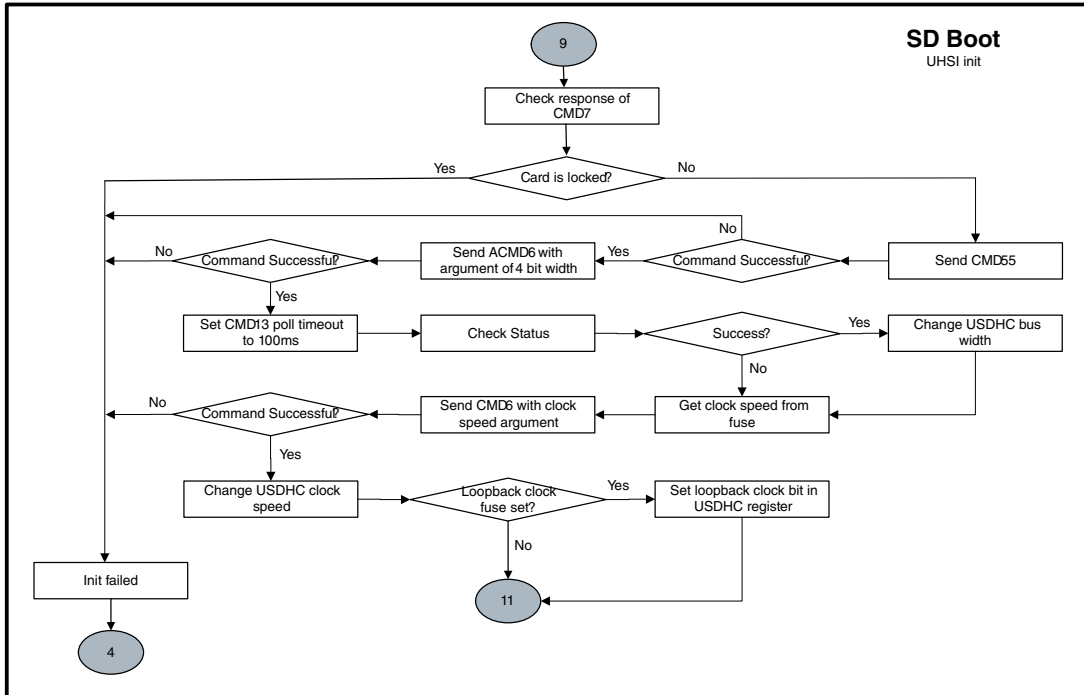 SD Boot
UHSI init
9
Check response of
CMD7
Yes
No
Card is locked?
No
No
Send ACMD6 with
argument of 4 bit width
Yes
Command Successful?
Command Successful?
Send CMD55
Yes
Set CMD13 poll timeout
to 100ms
Check Status
Success?
Yes
Change USDHC bus
width
No
No
Command Successful?
Send CMD6 with clock
speed argument
Get clock speed from
fuse
Yes
Change USDHC clock
speed
Loopback clock
fuse set?
Yes
Set loopback clock bit in
USDHC register
No
Init failed
11
4